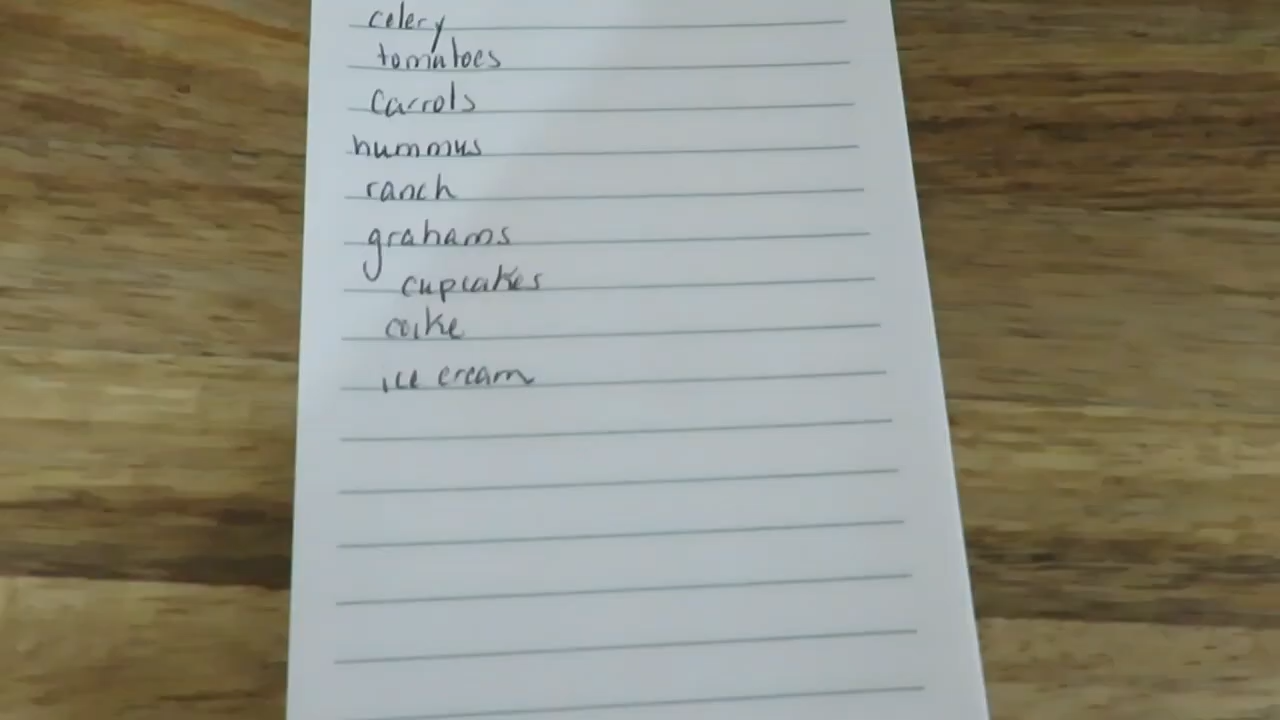 celery
tomatoes
carrots
hummus
ranch
grahams
cupcakes
cake
ice cream